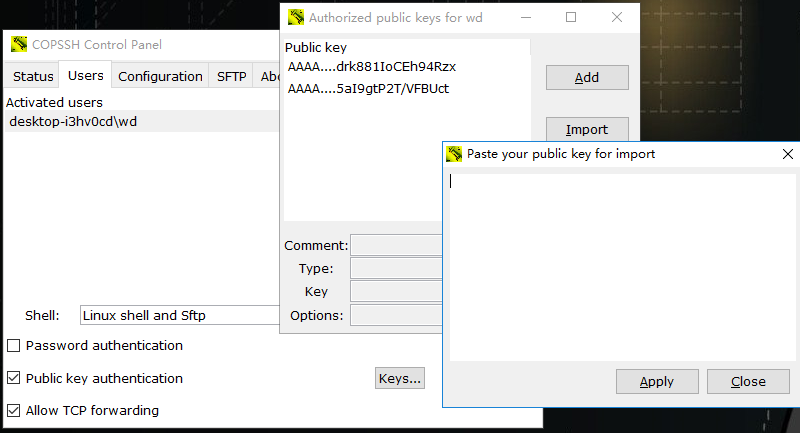 COPSSH Control Panel
Status
Users
Configuration
SFTP
Activated users
desktop-i3hv0cd\wd
Shell:
Linux shell and Sftp
Password authentication
Public key authentication
Keys...
Allow TCP forwarding
Authorized public keys for wd
Public key
AAAA....drk881IoCEh94Rzx
AAAA....5aI9gtP2T/VFBUct
Add
Import
Comment:
Type:
Key
Options:
Paste your public key for import
Apply
Close